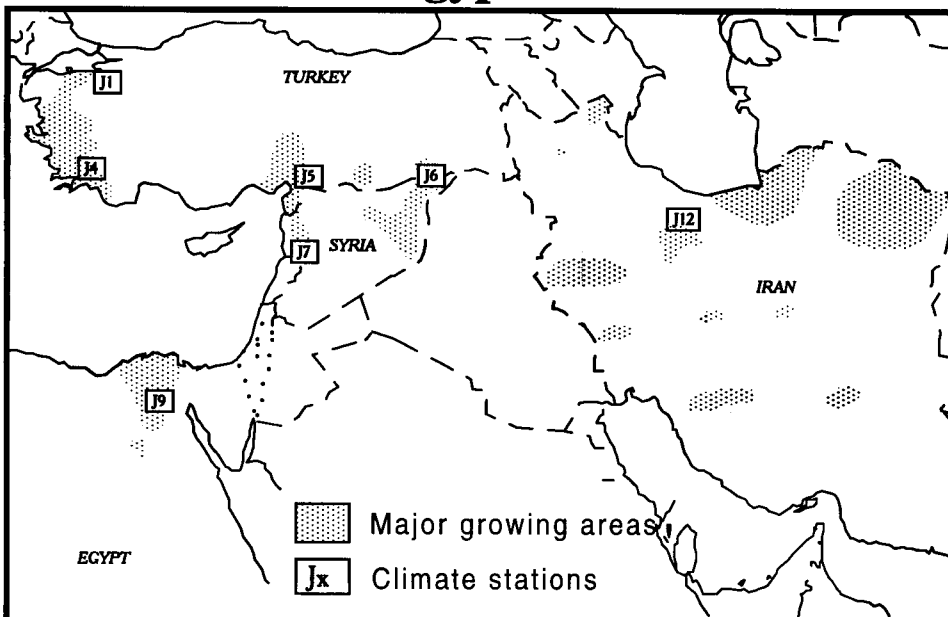 J1
TURKEY
J4
J5
J6
J12
J7
SYRIA
IRAN
J9
Major growing areas
EGYPT
Jx
Climate stations